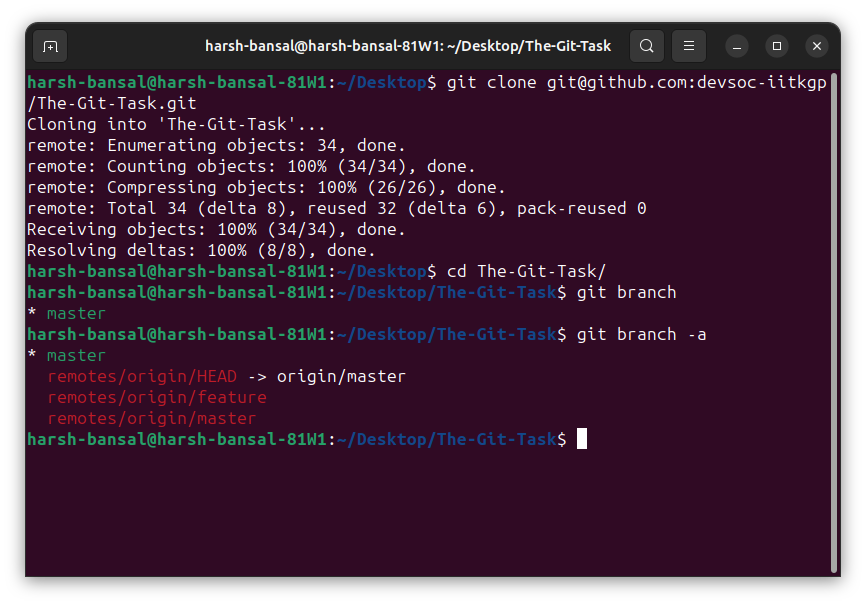 harsh-bansal@harsh-bansal-81W1: ~/Desktop/The-Git-Task
harsh-bansal@harsh-bansal-81W1:~/Desktop$ git clone git@github.com:devsoc-iitkgp
/The-Git-Task.git
Cloning into 'The-Git-Task'...
remote: Enumerating objects: 34, done.
remote: Counting objects: 100% (34/34), done.
remote: Compressing objects: 100% (26/26), done.
remote: Total 34 (delta 8), reused 32 (delta 6), pack-reused 0
Receiving objects: 100% (34/34), done.
Resolving deltas: 100% (8/8), done.
harsh-bansal@harsh-bansal-81W1:~/Desktop$ cd The-Git-Task/
harsh-bansal@harsh-bansal-81W1:~/Desktop/The-Git-Task$ git branch
* master
harsh-bansal@harsh-bansal-81W1:~/Desktop/The-Git-Task$ git branch -a
* master
  remotes/origin/HEAD -> origin/master
  remotes/origin/feature
  remotes/origin/master
harsh-bansal@harsh-bansal-81W1:~/Desktop/The-Git-Task$